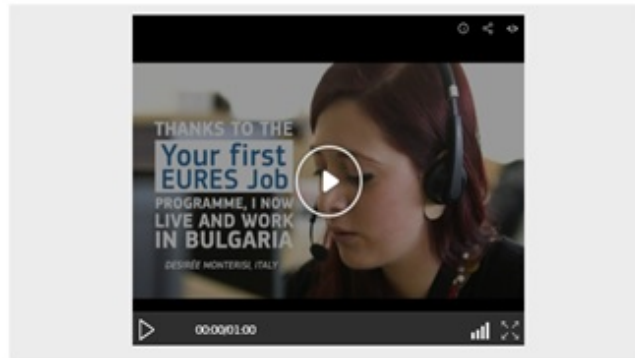 THANKS TO THE
Your first
EURES Job
PROGRAMME, I NOW
LIVE AND WORK
IN BULGARIA
DESIRÉE MONTERISI, ITALY
00:00/01:00